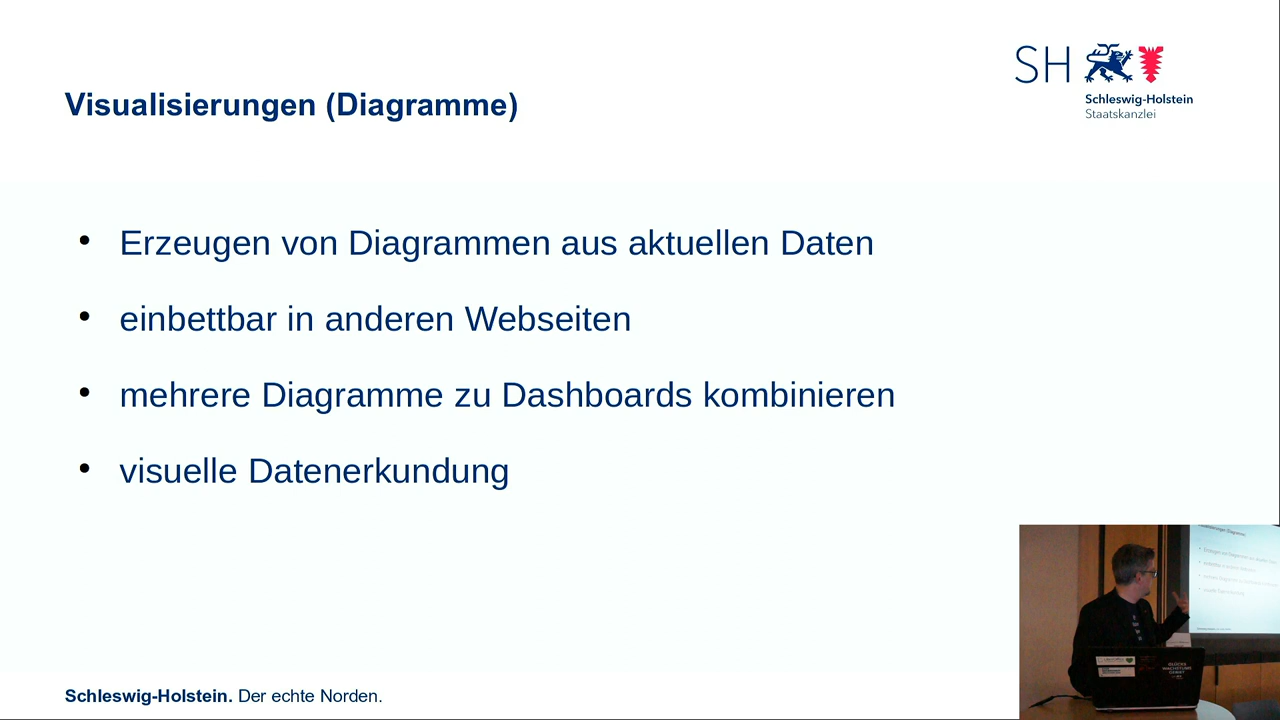 SH
Schleswig-Holstein
Staatskanzlei
Visualisierungen (Diagramme)
Erzeugen von Diagrammen aus aktuellen Daten
einbettbar in anderen Webseiten
mehrere Diagramme zu Dashboards kombinieren
visuelle Datenerkundung
Schleswig-Holstein. Der echte Norden.